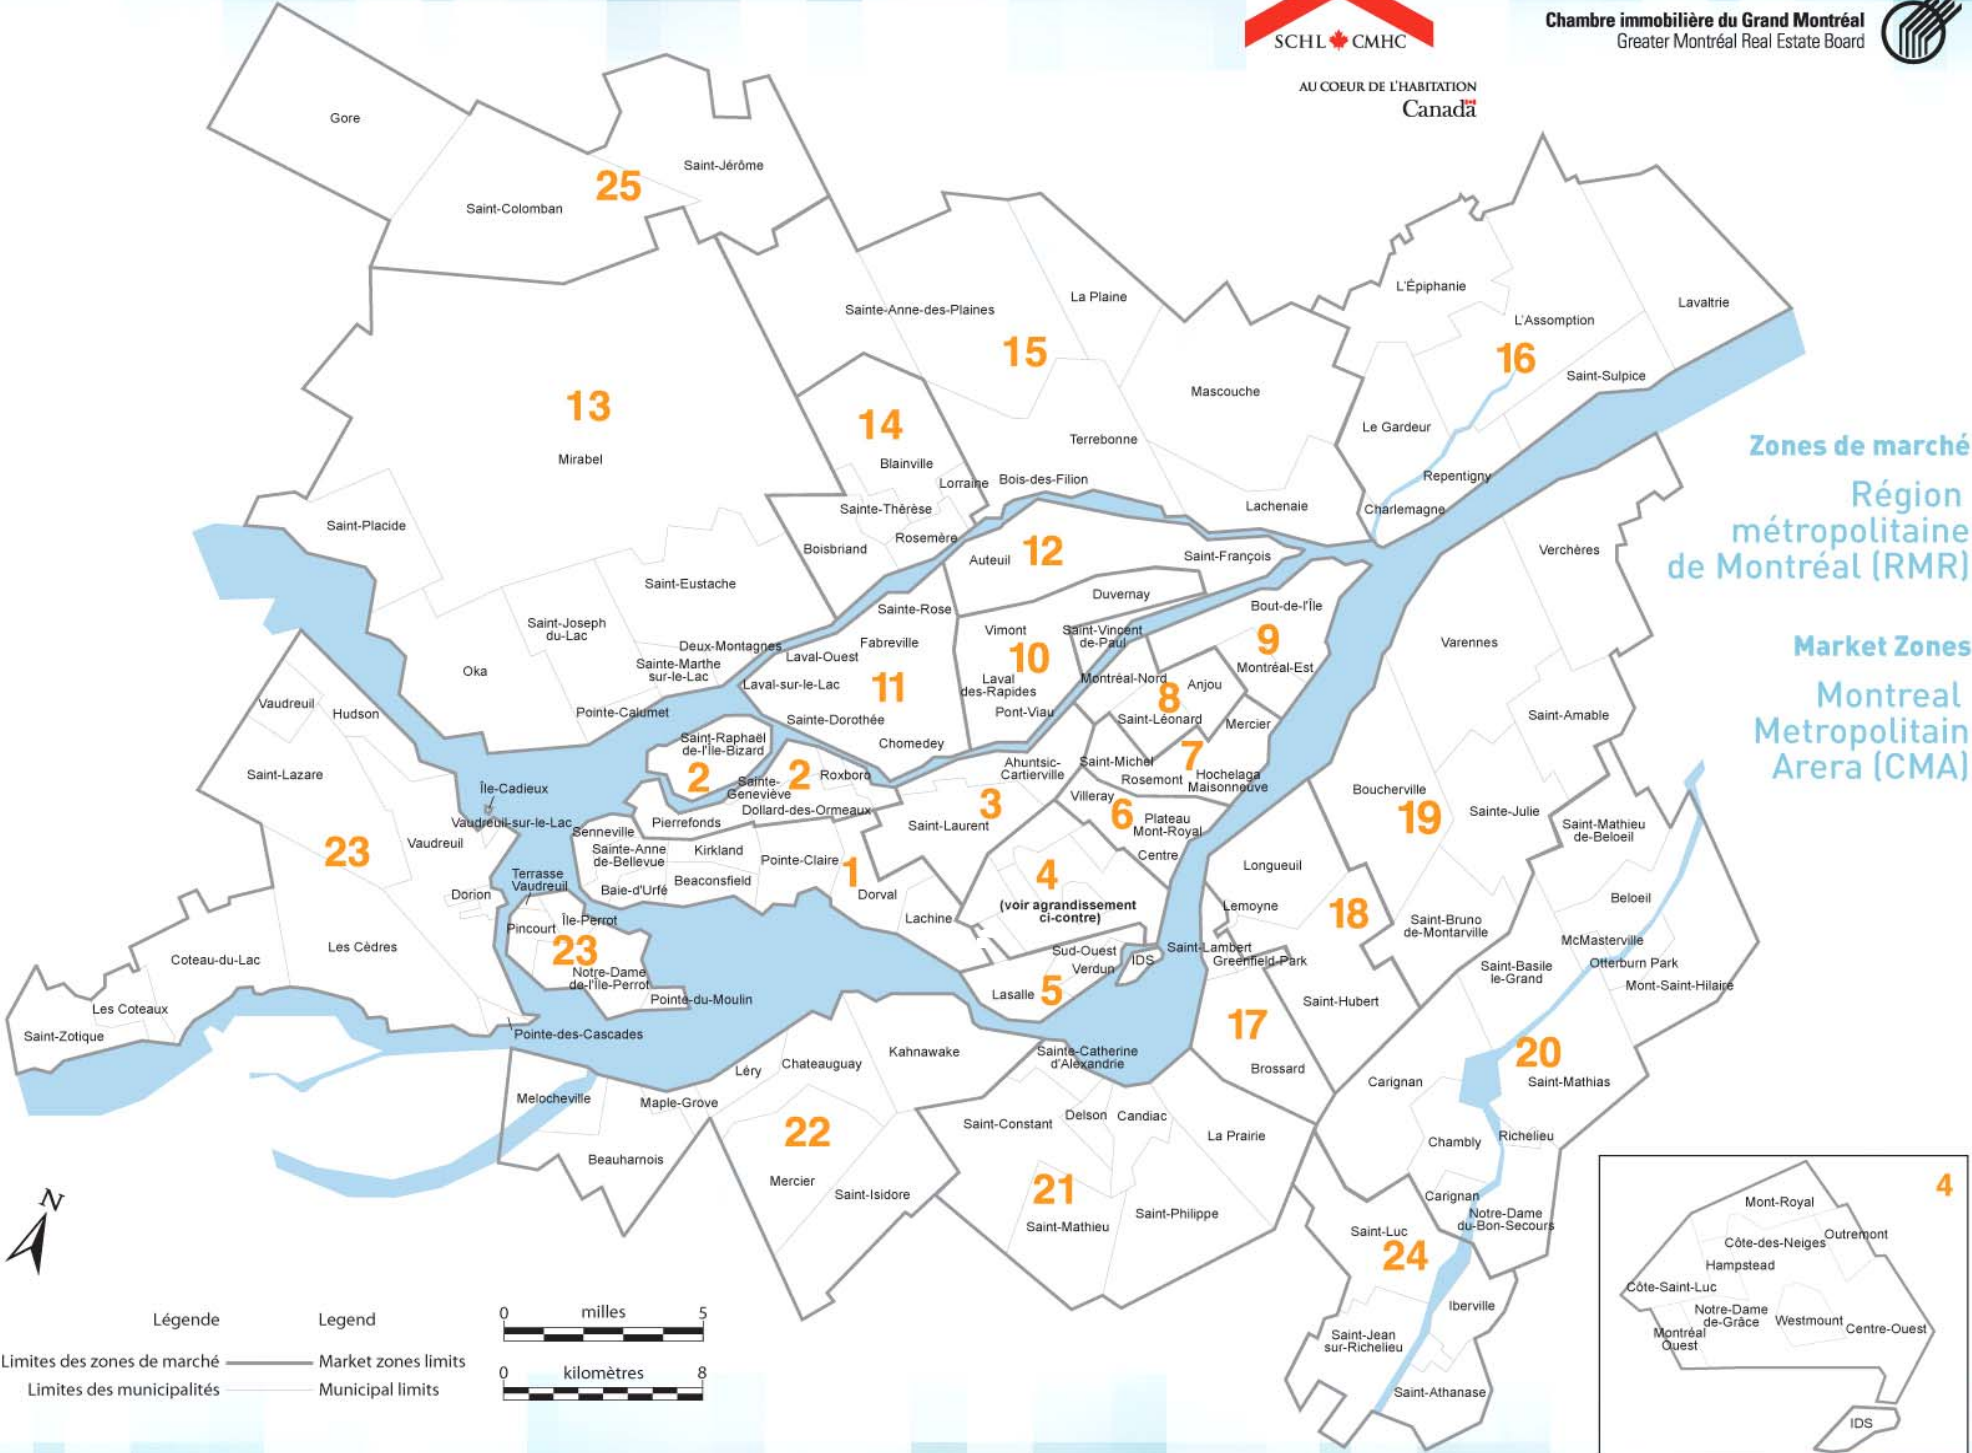 SCHL CMHC
AU COEUR DE L'HABITATION
Canada
Chambre immobilière du Grand Montréal
Greater Montréal Real Estate Board
Gore
Saint-Jérôme
25
Saint-Colomban
Sainte-Anne-des-Plaines
La Plaine
15
L'Épiphanie
L'Assomption
Lavaltrie
16
Saint-Sulpice
13
Mirabel
14
Blainville
Lorraine
Bois-des-Filion
Mascouche
Terrebonne
Le Gardeur
Repentigny
Charlemagne
Lachenaie
Sainte-Thérèse
Rosemère
Boisbriand
Saint-Placide
Saint-Eustache
Saint-Joseph
du-Lac
Oka
Deux-Montagnes
Sainte-Marthe
sur-le-Lac
Pointe-Calumet
Auteuil
12
Saint-François
Duvernay
Sainte-Rose
Fabreville
Laval-Ouest
Laval-sur-le-Lac
11
Sainte-Dorothée
Chomedey
Vimont
Saint-Vincent
de-Paul
10
Laval
des-Rapides
Pont-Viau
Bout-de-l'Île
9
Montréal-Est
Montréal-Nord
8
Anjou
Saint-Léonard
Mercier
Saint-Michel
7
Rosemont
Hochelaga
Maisonneuve
Ahuntsic-
Cartierville
Villeray
6
Plateau
Mont-Royal
Centre
3
Saint-Laurent
4
(voir agrandissement
ci-contre)
Sud-Ouest
Verdun
IDS
Lasalle
5
Saint-Raphaël
de-l'Île-Bizard
2
Sainte-
Geneviève
2
Roxboro
Dollard-des-Ormeaux
Pierrefonds
Senneville
Sainte-Anne
de-Bellevue
Kirkland
Pointe-Claire
1
Beaconsfield
Baie-d'Urfé
Dorval
Lachine
Vaudreuil
Hudson
Saint-Lazare
Île-Cadieux
Vaudreuil-sur-le-Lac
Vaudreuil
23
Terrasse
Vaudreuil
Dorion
Île-Perrot
Pincourt
23
Notre-Dame
de-l'Île-Perrot
Pointe-du-Moulin
Pointe-des-Cascades
Les Cèdres
Coteau-du-Lac
Les Coteaux
Saint-Zotique
Verchères
Varennes
Saint-Amable
Boucherville
19
Sainte-Julie
Saint-Mathieu
de-Beloeil
Beloeil
Longueuil
Lemoyne
18
Saint-Bruno
de-Montarville
McMasterville
Otterburn Park
Mont-Saint-Hilaire
Saint-Basile
le-Grand
Saint-Lambert
Greenfield-Park
Saint-Hubert
17
Brossard
20
Carignan
Saint-Mathias
Chambly
Richelieu
Carignan
Notre-Dame
du-Bon-Secours
Saint-Luc
24
Iberville
Saint-Jean
sur-Richelieu
Saint-Athanase
Kahnawake
Chateauguay
Léry
Maple-Grove
Melocheville
Beauharnois
22
Mercier
Saint-Isidore
Sainte-Catherine
d'Alexandrie
Saint-Constant
Delson
Candiac
La Prairie
21
Saint-Mathieu
Saint-Philippe
Zones de marché
Région
métropolitaine
de Montréal (RMR)
Market Zones
Montreal
Metropolitain
Arera (CMA)
N
Légende
Legend
Limites des zones de marché
Market zones limits
Limites des municipalités
Municipal limits
0 milles 5
0 kilomètres 8
4
Mont-Royal
Outremont
Côte-des-Neiges
Hampstead
Côte-Saint-Luc
Notre-Dame
de-Grâce
Westmount
Centre-Ouest
Montréal
Ouest
IDS